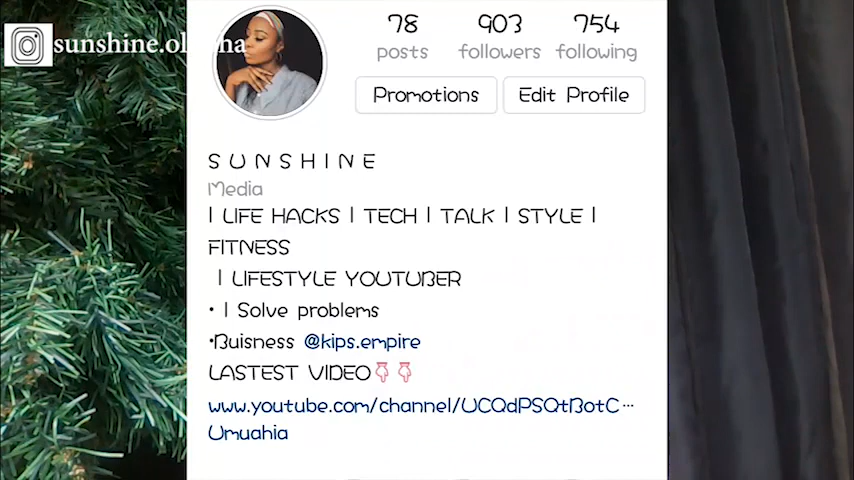 78 903 754
posts followers following
Promotions Edit Profile
S U N S H I N E
Media
| LIFE HACKS | TECH | TALK | STYLE |
FITNESS
| LIFESTYLE YOUTUBER
• I Solve problems
•Buisness @kips.empire
LASTEST VIDEO👇👇
www.youtube.com/channel/UCQdPSQtBotC...
Umuahia